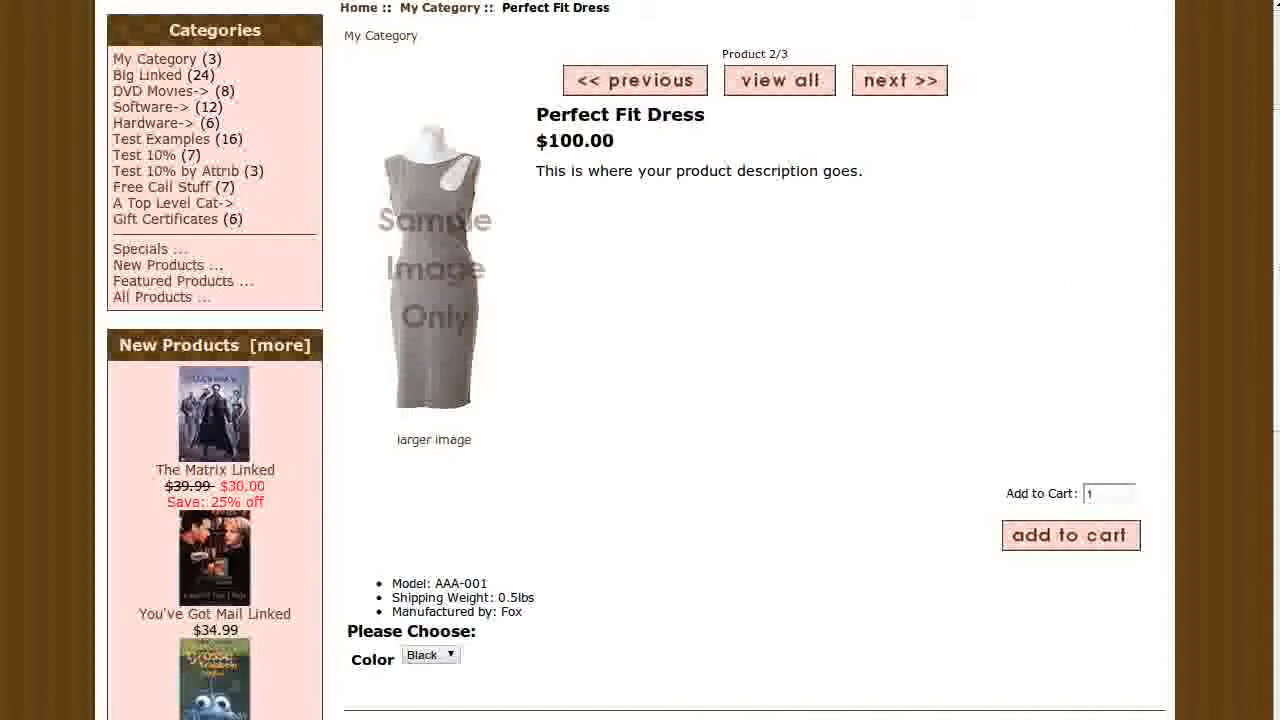 Home :: My Category :: Perfect Fit Dress
Categories
My Category (3)
Big Linked (24)
DVD Movies-> (8)
Software-> (12)
Hardware-> (6)
Test Examples (16)
Test 10% (7)
Test 10% by Attrib (3)
Free Call Stuff (7)
A Top Level Cat->
Gift Certificates (6)
Specials ...
New Products ...
Featured Products ...
All Products ...
New Products [more]
The Matrix Linked
$39.99 $30.00
Save: 25% off
You've Got Mail Linked
$34.99
My Category
Product 2/3
<< previous
view all
next >>
Perfect Fit Dress
$100.00
This is where your product description goes.
Sample
Image
Only
larger image
Add to Cart: 1
add to cart
Model: AAA-001
Shipping Weight: 0.5lbs
Manufactured by: Fox
Please Choose:
Color Black